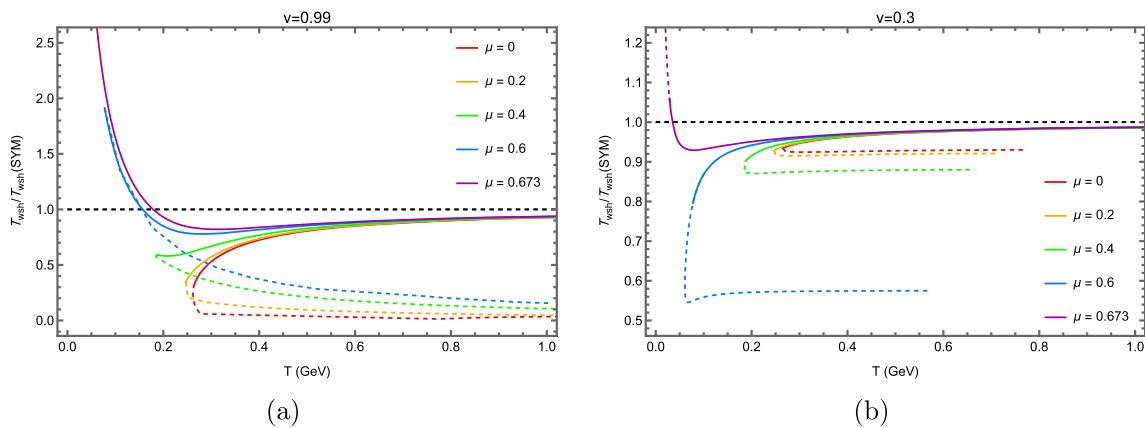 v=0.99
2.5
2.0
1.5
1.0
0.5
0.0
T_wsh/T_wsh(SYM)
μ = 0
μ = 0.2
μ = 0.4
μ = 0.6
μ = 0.673
0.0 0.2 0.4 0.6 0.8 1.0
T (GeV)
(a)
v=0.3
1.2
1.1
1.0
0.9
0.8
0.7
0.6
0.5
T_wsh/T_wsh(SYM)
μ = 0
μ = 0.2
μ = 0.4
μ = 0.6
μ = 0.673
0.0 0.2 0.4 0.6 0.8 1.0
T (GeV)
(b)